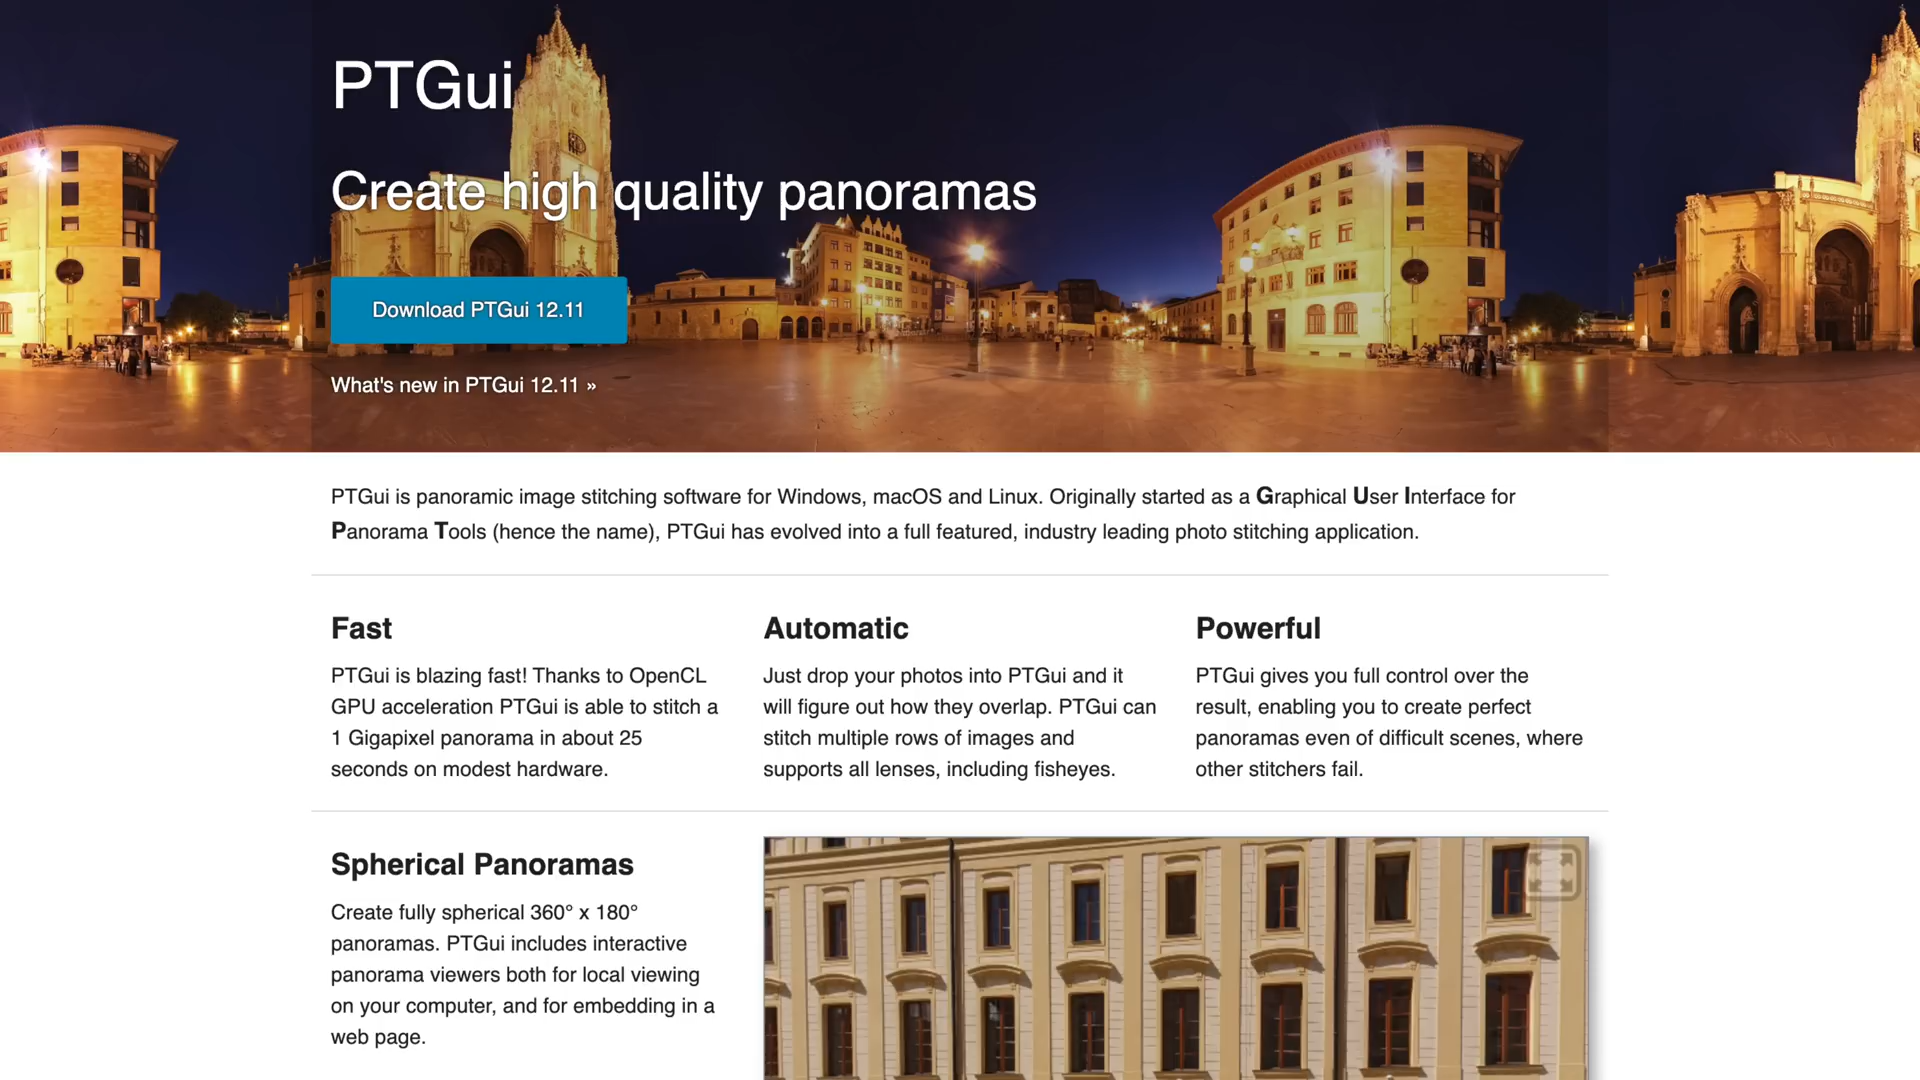 PTGui
Create high quality panoramas
Download PTGui 12.11
What's new in PTGui 12.11 »
PTGui is panoramic image stitching software for Windows, macOS and Linux. Originally started as a Graphical User Interface for
Panorama Tools (hence the name), PTGui has evolved into a full featured, industry leading photo stitching application.
Fast
PTGui is blazing fast! Thanks to OpenCL
GPU acceleration PTGui is able to stitch a
1 Gigapixel panorama in about 25
seconds on modest hardware.
Automatic
Just drop your photos into PTGui and it
will figure out how they overlap. PTGui can
stitch multiple rows of images and
supports all lenses, including fisheyes.
Powerful
PTGui gives you full control over the
result, enabling you to create perfect
panoramas even of difficult scenes, where
other stitchers fail.
Spherical Panoramas
Create fully spherical 360° x 180°
panoramas. PTGui includes interactive
panorama viewers both for local viewing
on your computer, and for embedding in a
web page.